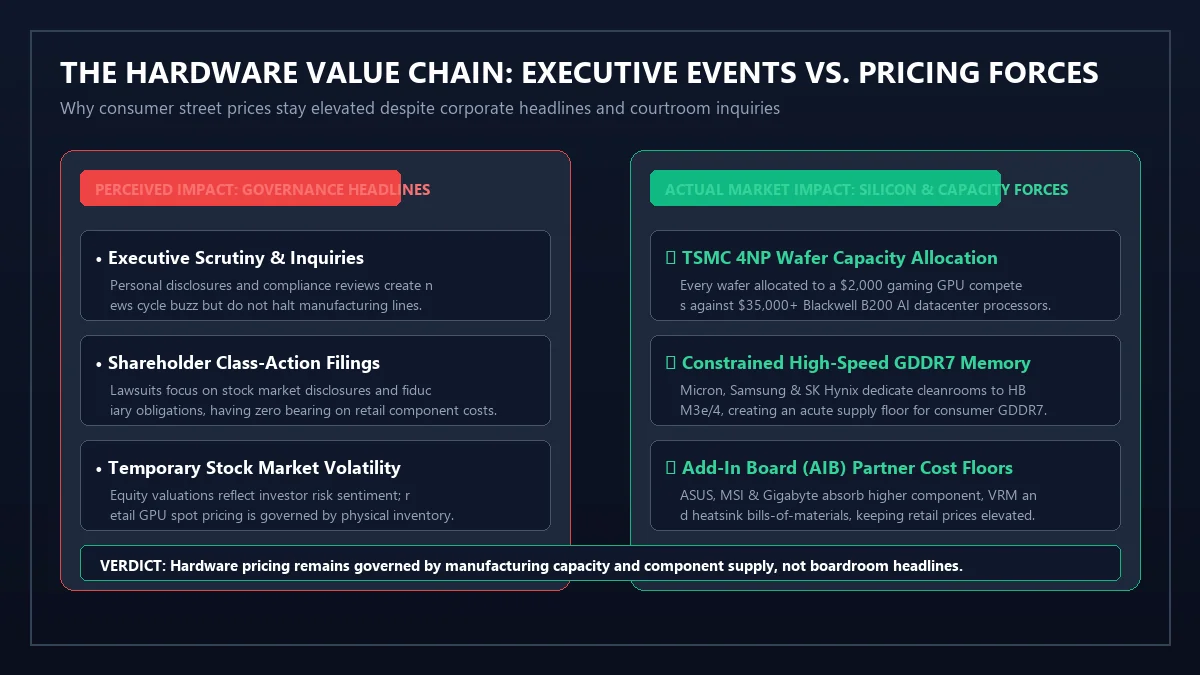 THE HARDWARE VALUE CHAIN: EXECUTIVE EVENTS VS. PRICING FORCES
Why consumer street prices stay elevated despite corporate headlines and courtroom inquiries
PERCEIVED IMPACT: GOVERNANCE HEADLINES
• Executive Scrutiny & Inquiries
Personal disclosures and compliance reviews create n
ews cycle buzz but do not halt manufacturing lines.
• Shareholder Class-Action Filings
Lawsuits focus on stock market disclosures and fiduc
iary obligations, having zero bearing on retail component costs.
• Temporary Stock Market Volatility
Equity valuations reflect investor risk sentiment; r
etail GPU spot pricing is governed by physical inventory.
ACTUAL MARKET IMPACT: SILICON & CAPACITY FORCES
TSMC 4NP Wafer Capacity Allocation
Every wafer allocated to a $2,000 gaming GPU compete
s against $35,000+ Blackwell B200 AI datacenter processors.
Constrained High-Speed GDDR7 Memory
Micron, Samsung & SK Hynix dedicate cleanrooms to HB
M3e/4, creating an acute supply floor for consumer GDDR7.
Add-In Board (AIB) Partner Cost Floors
ASUS, MSI & Gigabyte absorb higher component, VRM an
d heatsink bills-of-materials, keeping retail prices elevated.
VERDICT: Hardware pricing remains governed by manufacturing capacity and component supply, not boardroom headlines.